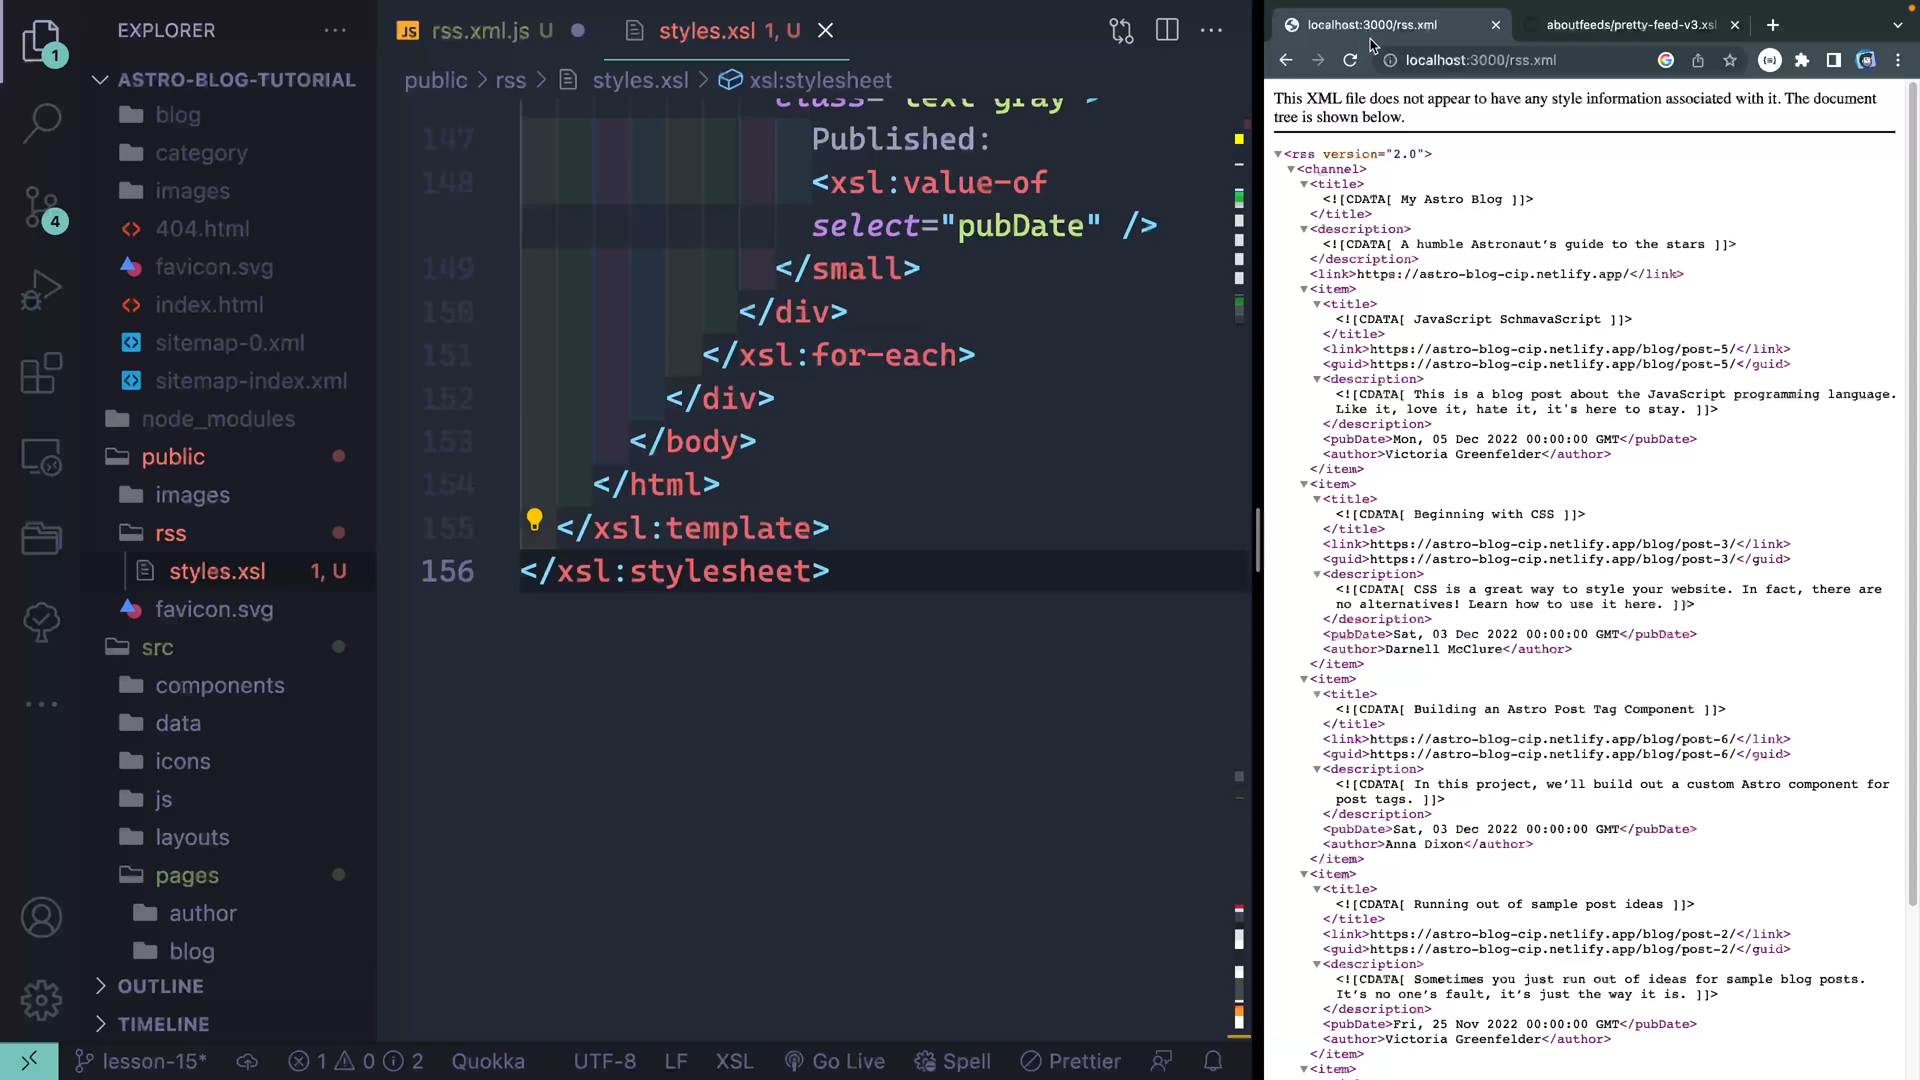 1
4
EXPLORER
ASTRO-BLOG-TUTORIAL
blog
category
images
404.html
favicon.svg
index.html
sitemap-0.xml
sitemap-index.xml
node_modules
public
images
rss
styles.xsl 1, U
favicon.svg
src
components
data
icons
js
layouts
pages
author
blog
OUTLINE
TIMELINE
JS rss.xml.js U
styles.xsl 1, U
public > rss > styles.xsl > xsl:stylesheet
class="text-gray">
147 Published:
148 <xsl:value-of
select="pubDate" />
149 </small>
150 </div>
151 </xsl:for-each>
152 </div>
153 </body>
154 </html>
155 </xsl:template>
156 </xsl:stylesheet>
lesson-15* 1 0 2 Quokka UTF-8 LF XSL Go Live Spell Prettier
localhost:3000/rss.xml
aboutfeeds/pretty-feed-v3.xsl
localhost:3000/rss.xml
This XML file does not appear to have any style information associated with it. The document
tree is shown below.
<rss version="2.0">
<channel>
<title>
<![CDATA[ My Astro Blog ]]>
</title>
<description>
<![CDATA[ A humble Astronaut’s guide to the stars ]]>
</description>
<link>https://astro-blog-cip.netlify.app/</link>
<item>
<title>
<![CDATA[ JavaScript SchmavaScript ]]>
</title>
<link>https://astro-blog-cip.netlify.app/blog/post-5/</link>
<guid>https://astro-blog-cip.netlify.app/blog/post-5/</guid>
<description>
<![CDATA[ This is a blog post about the JavaScript programming language.
Like it, love it, hate it, it's here to stay. ]]>
</description>
<pubDate>Mon, 05 Dec 2022 00:00:00 GMT</pubDate>
<author>Victoria Greenfelder</author>
</item>
<item>
<title>
<![CDATA[ Beginning with CSS ]]>
</title>
<link>https://astro-blog-cip.netlify.app/blog/post-3/</link>
<guid>https://astro-blog-cip.netlify.app/blog/post-3/</guid>
<description>
<![CDATA[ CSS is a great way to style your website. In fact, there are
no alternatives! Learn how to use it here. ]]>
</description>
<pubDate>Sat, 03 Dec 2022 00:00:00 GMT</pubDate>
<author>Darnell McClure</author>
</item>
<item>
<title>
<![CDATA[ Building an Astro Post Tag Component ]]>
</title>
<link>https://astro-blog-cip.netlify.app/blog/post-6/</link>
<guid>https://astro-blog-cip.netlify.app/blog/post-6/</guid>
<description>
<![CDATA[ In this project, we’ll build out a custom Astro component for
post tags. ]]>
</description>
<pubDate>Sat, 03 Dec 2022 00:00:00 GMT</pubDate>
<author>Anna Dixon</author>
</item>
<item>
<title>
<![CDATA[ Running out of sample post ideas ]]>
</title>
<link>https://astro-blog-cip.netlify.app/blog/post-2/</link>
<guid>https://astro-blog-cip.netlify.app/blog/post-2/</guid>
<description>
<![CDATA[ Sometimes you just run out of ideas for sample blog posts.
It’s no one’s fault, it’s just the way it is. ]]>
</description>
<pubDate>Fri, 25 Nov 2022 00:00:00 GMT</pubDate>
<author>Victoria Greenfelder</author>
</item>
<item>